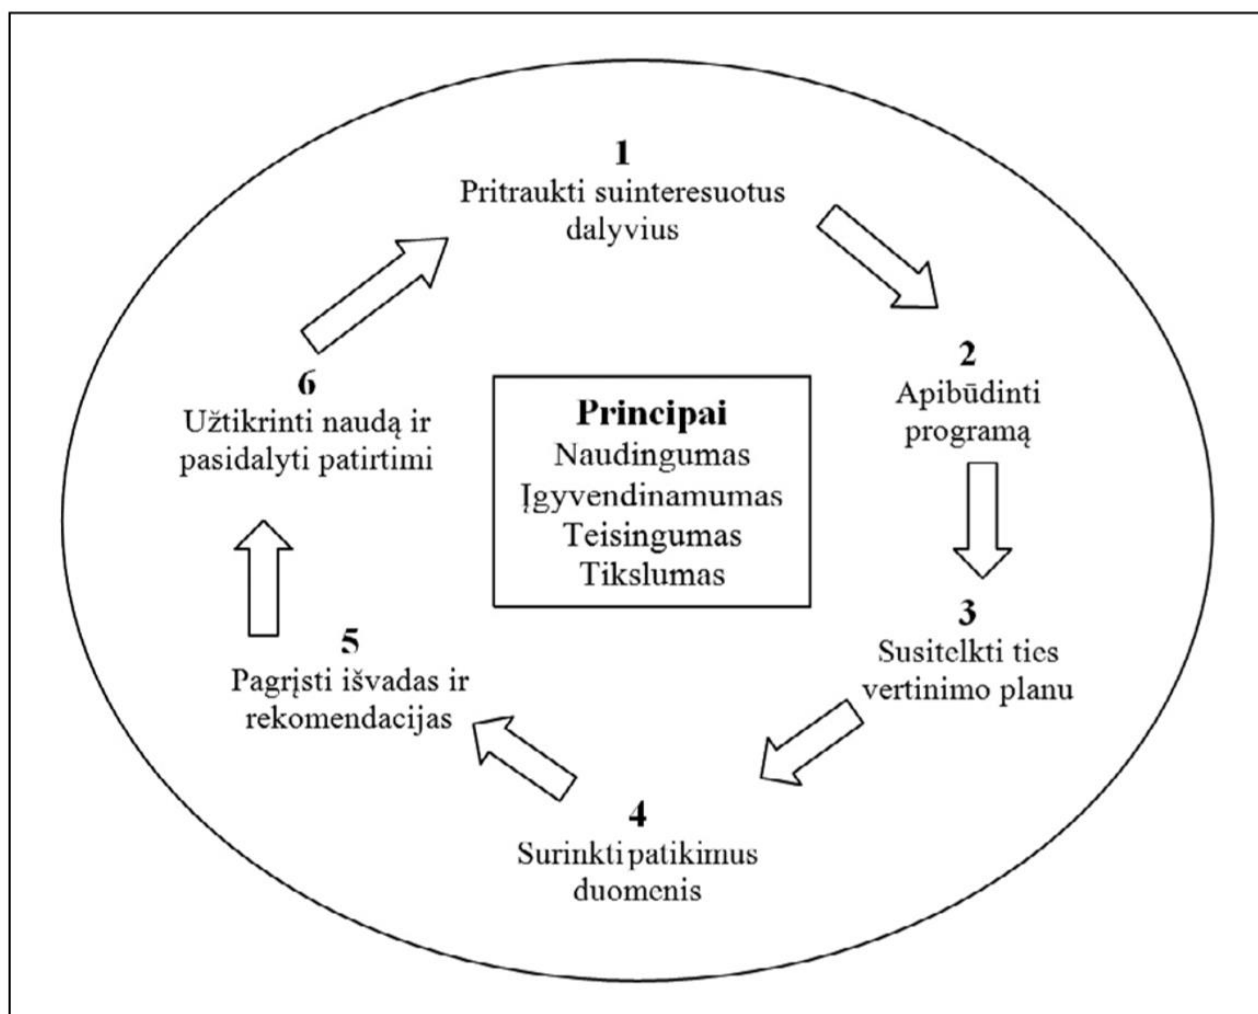 1
Pritraukti suinteresuotus
dalyvius
2
Apibūdinti
programą
3
Susitelkti ties
vertinimo planu
4
Surinkti patikimus
duomenis
5
Pagrįsti išvadas ir
rekomendacijas
6
Užtikrinti naudą ir
pasidalyti patirtimi
Principai
Naudingumas
Įgyvendinamumas
Teisingumas
Tikslumas